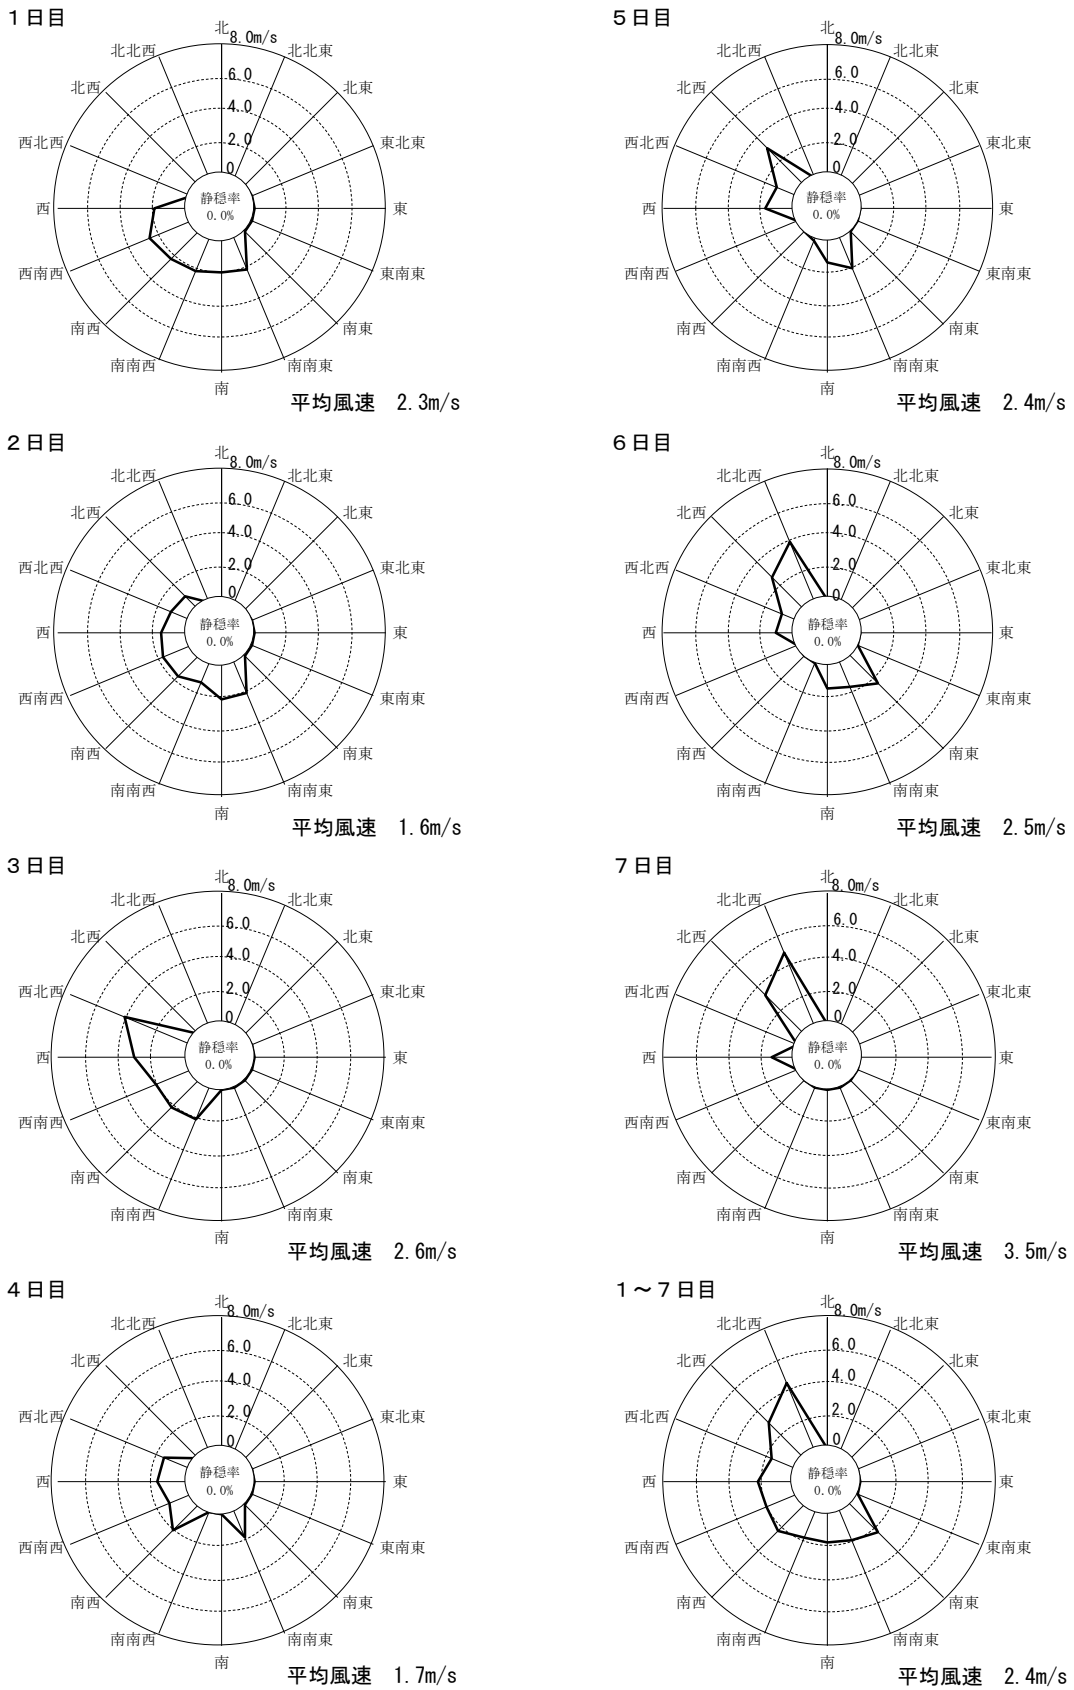 １日目
北
8.0m/s
北北西
北北東
北西
6.0
北東
4.0
西北西
東北東
2.0
0
静穏率
0.0%
西
東
西南西
東南東
南西
南東
南南西
南南東
南
平均風速　2.3m/s
２日目
北
8.0m/s
北北西
北北東
北西
6.0
北東
4.0
西北西
東北東
2.0
0
静穏率
0.0%
西
東
西南西
東南東
南西
南東
南南西
南南東
南
平均風速　1.6m/s
３日目
北
8.0m/s
北北西
北北東
北西
6.0
北東
4.0
西北西
東北東
2.0
0
静穏率
0.0%
西
東
西南西
東南東
南西
南東
南南西
南南東
南
平均風速　2.6m/s
４日目
北
8.0m/s
北北西
北北東
北西
6.0
北東
4.0
西北西
東北東
2.0
0
静穏率
0.0%
西
東
西南西
東南東
南西
南東
南南西
南南東
南
平均風速　1.7m/s
５日目
北
8.0m/s
北北西
北北東
北西
6.0
北東
4.0
西北西
東北東
2.0
0
静穏率
0.0%
西
東
西南西
東南東
南西
南東
南南西
南南東
南
平均風速　2.4m/s
６日目
北
8.0m/s
北北西
北北東
北西
6.0
北東
4.0
西北西
東北東
2.0
0
静穏率
0.0%
西
東
西南西
東南東
南西
南東
南南西
南南東
南
平均風速　2.5m/s
７日目
北
8.0m/s
北北西
北北東
北西
6.0
北東
4.0
西北西
東北東
2.0
0
静穏率
0.0%
西
東
西南西
東南東
南西
南東
南南西
南南東
南
平均風速　3.5m/s
１～７日目
北
8.0m/s
北北西
北北東
北西
6.0
北東
4.0
西北西
東北東
2.0
0
静穏率
0.0%
西
東
西南西
東南東
南西
南東
南南西
南南東
南
平均風速　2.4m/s